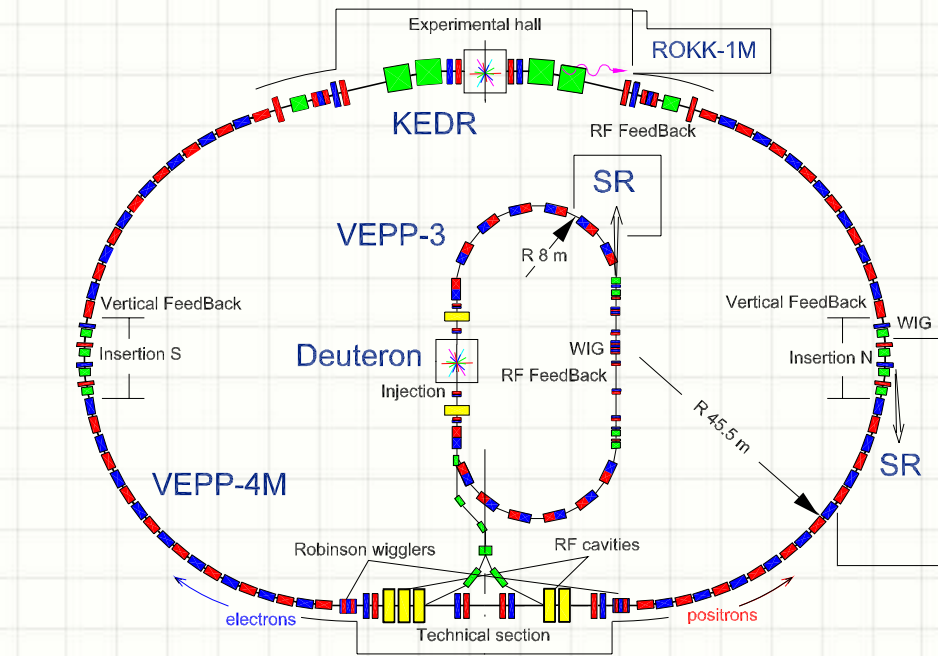 Experimental hall
ROKK-1M
KEDR
RF FeedBack
SR
VEPP-3
R 8 m
Vertical FeedBack
Vertical FeedBack
WIG
Insertion S
Deuteron
WIG
Insertion N
RF FeedBack
Injection
R 45.5 m
SR
VEPP-4M
Robinson wigglers
RF cavities
electrons
positrons
Technical section